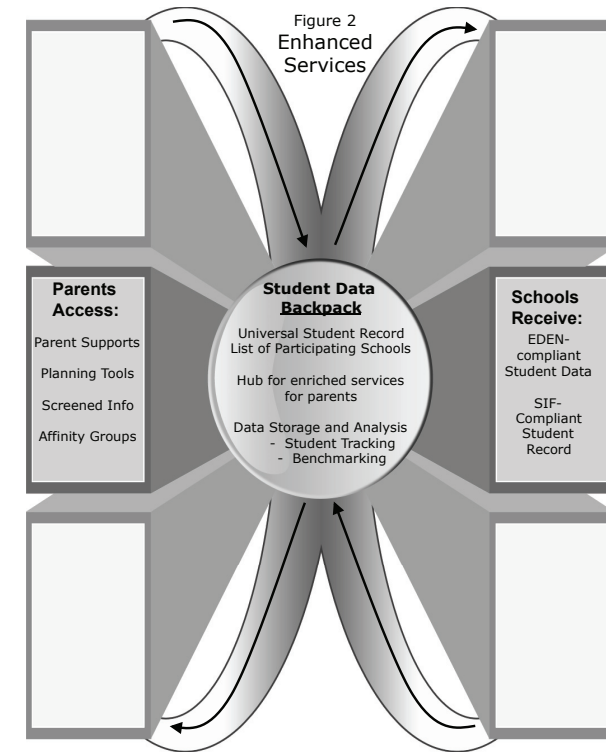 Figure 2
Enhanced
Services
Parents
Access:
Parent Supports
Planning Tools
Screened Info
Affinity Groups
Student Data
Backpack
Universal Student Record
List of Participating Schools
Hub for enriched services
for parents
Data Storage and Analysis
- Student Tracking
- Benchmarking
Schools
Receive:
EDEN-
compliant
Student Data
SIF-
Compliant
Student
Record